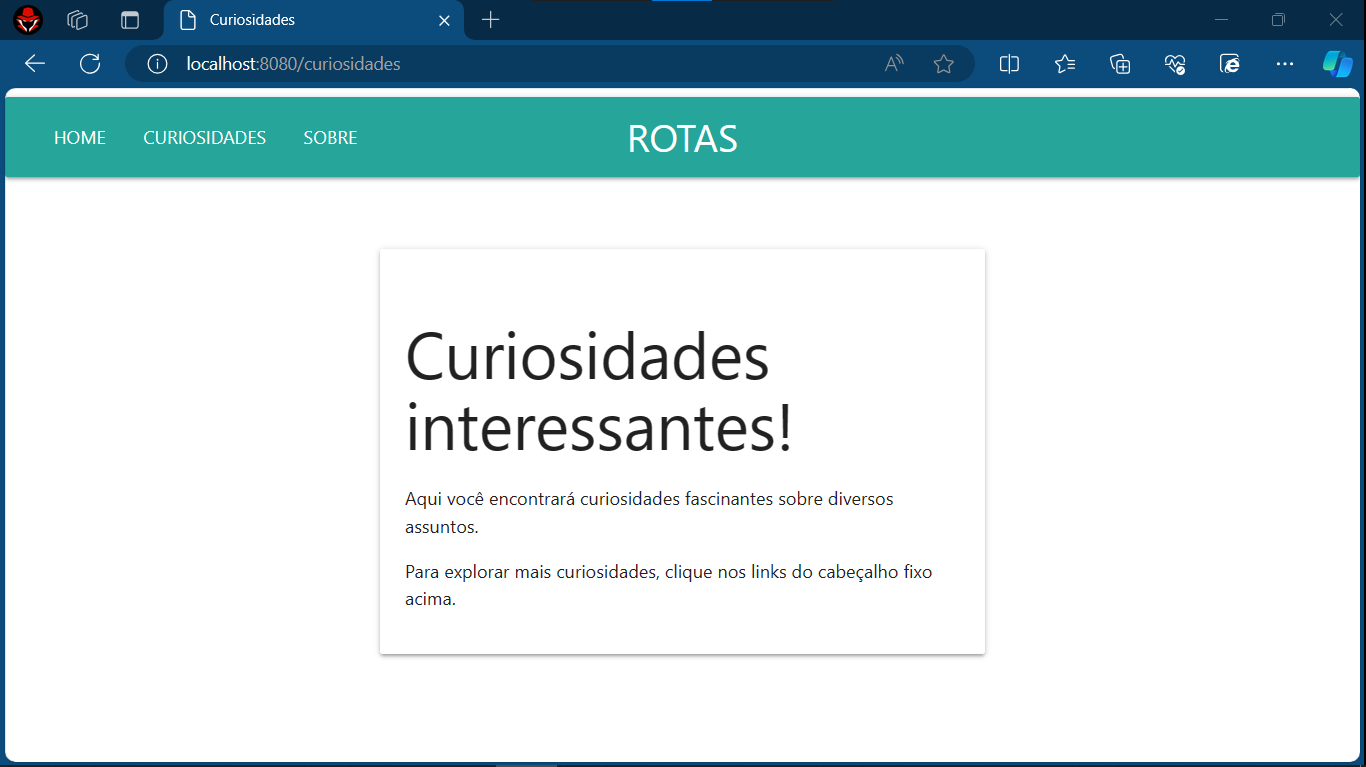 Curiosidades
localhost:8080/curiosidades
HOME CURIOSIDADES SOBRE ROTAS
Curiosidades
interessantes!
Aqui você encontrará curiosidades fascinantes sobre diversos
assuntos.
Para explorar mais curiosidades, clique nos links do cabeçalho fixo
acima.